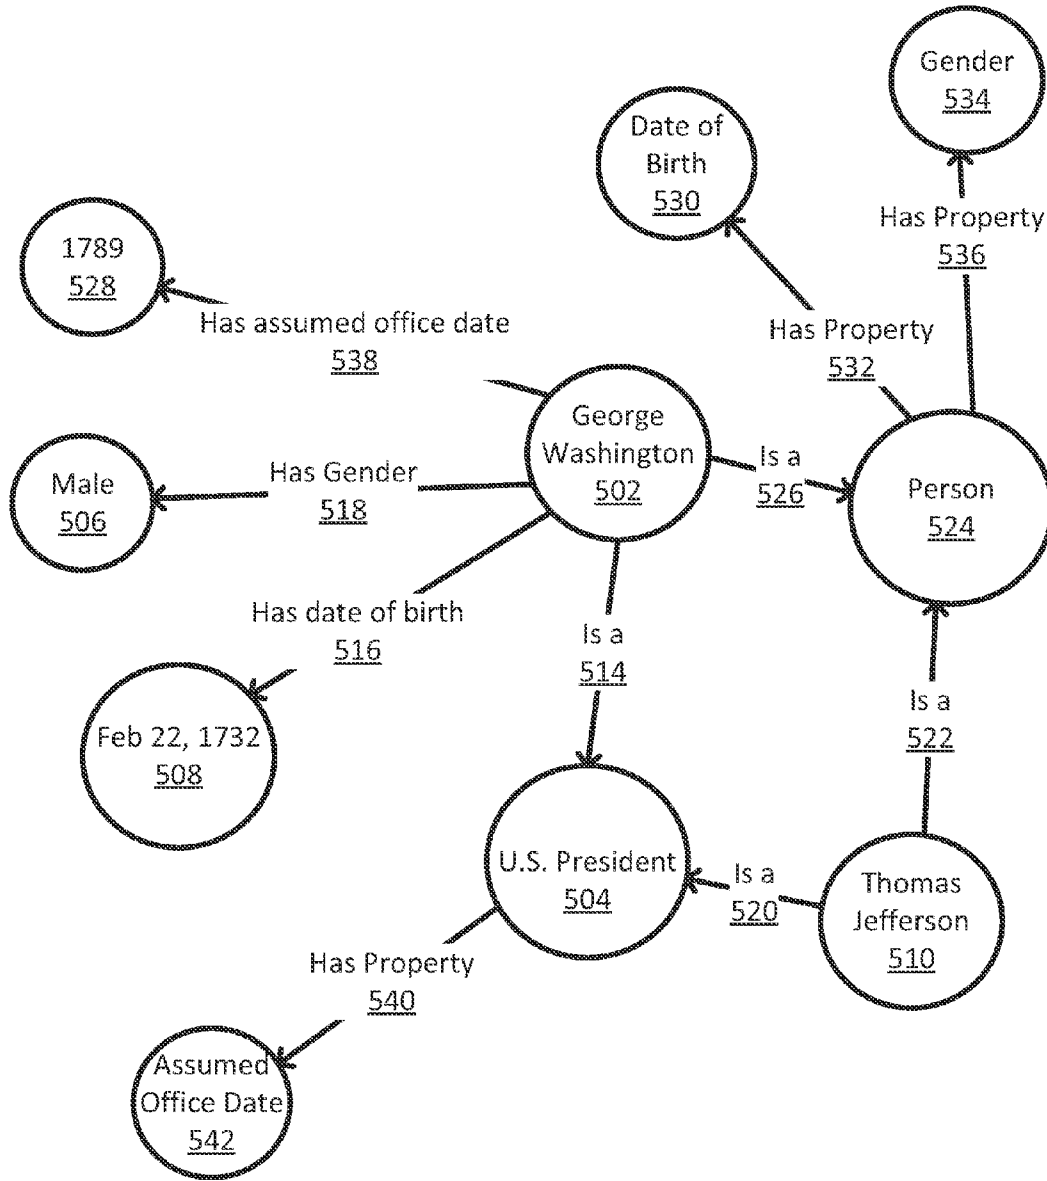 Gender
534
Date of
Birth
530
Has Property
536
1789
528
Has assumed office date
538
Has Property
532
George
Washington
502
Is a
526
Person
524
Male
506
Has Gender
518
Has date of birth
516
Is a
514
Feb 22, 1732
508
Is a
522
U.S. President
504
Is a
520
Thomas
Jefferson
510
Has Property
540
Assumed
Office Date
542